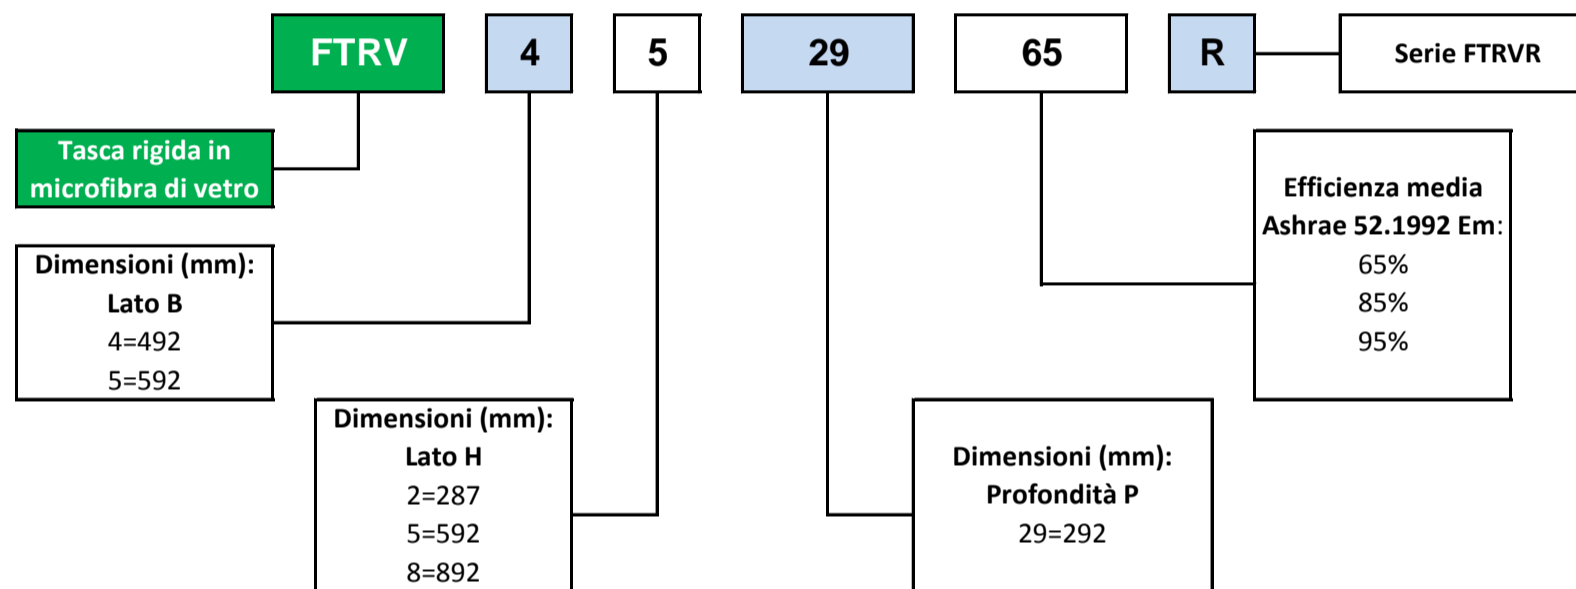 FTRV 4 5 29 65 R Serie FTRVR
Tasca rigida in
microfibra di vetro
Efficienza media
Ashrae 52.1992 Em:
65%
85%
95%
Dimensioni (mm):
Lato B
4=492
5=592
Dimensioni (mm):
Lato H
2=287
5=592
8=892
Dimensioni (mm):
Profondità P
29=292